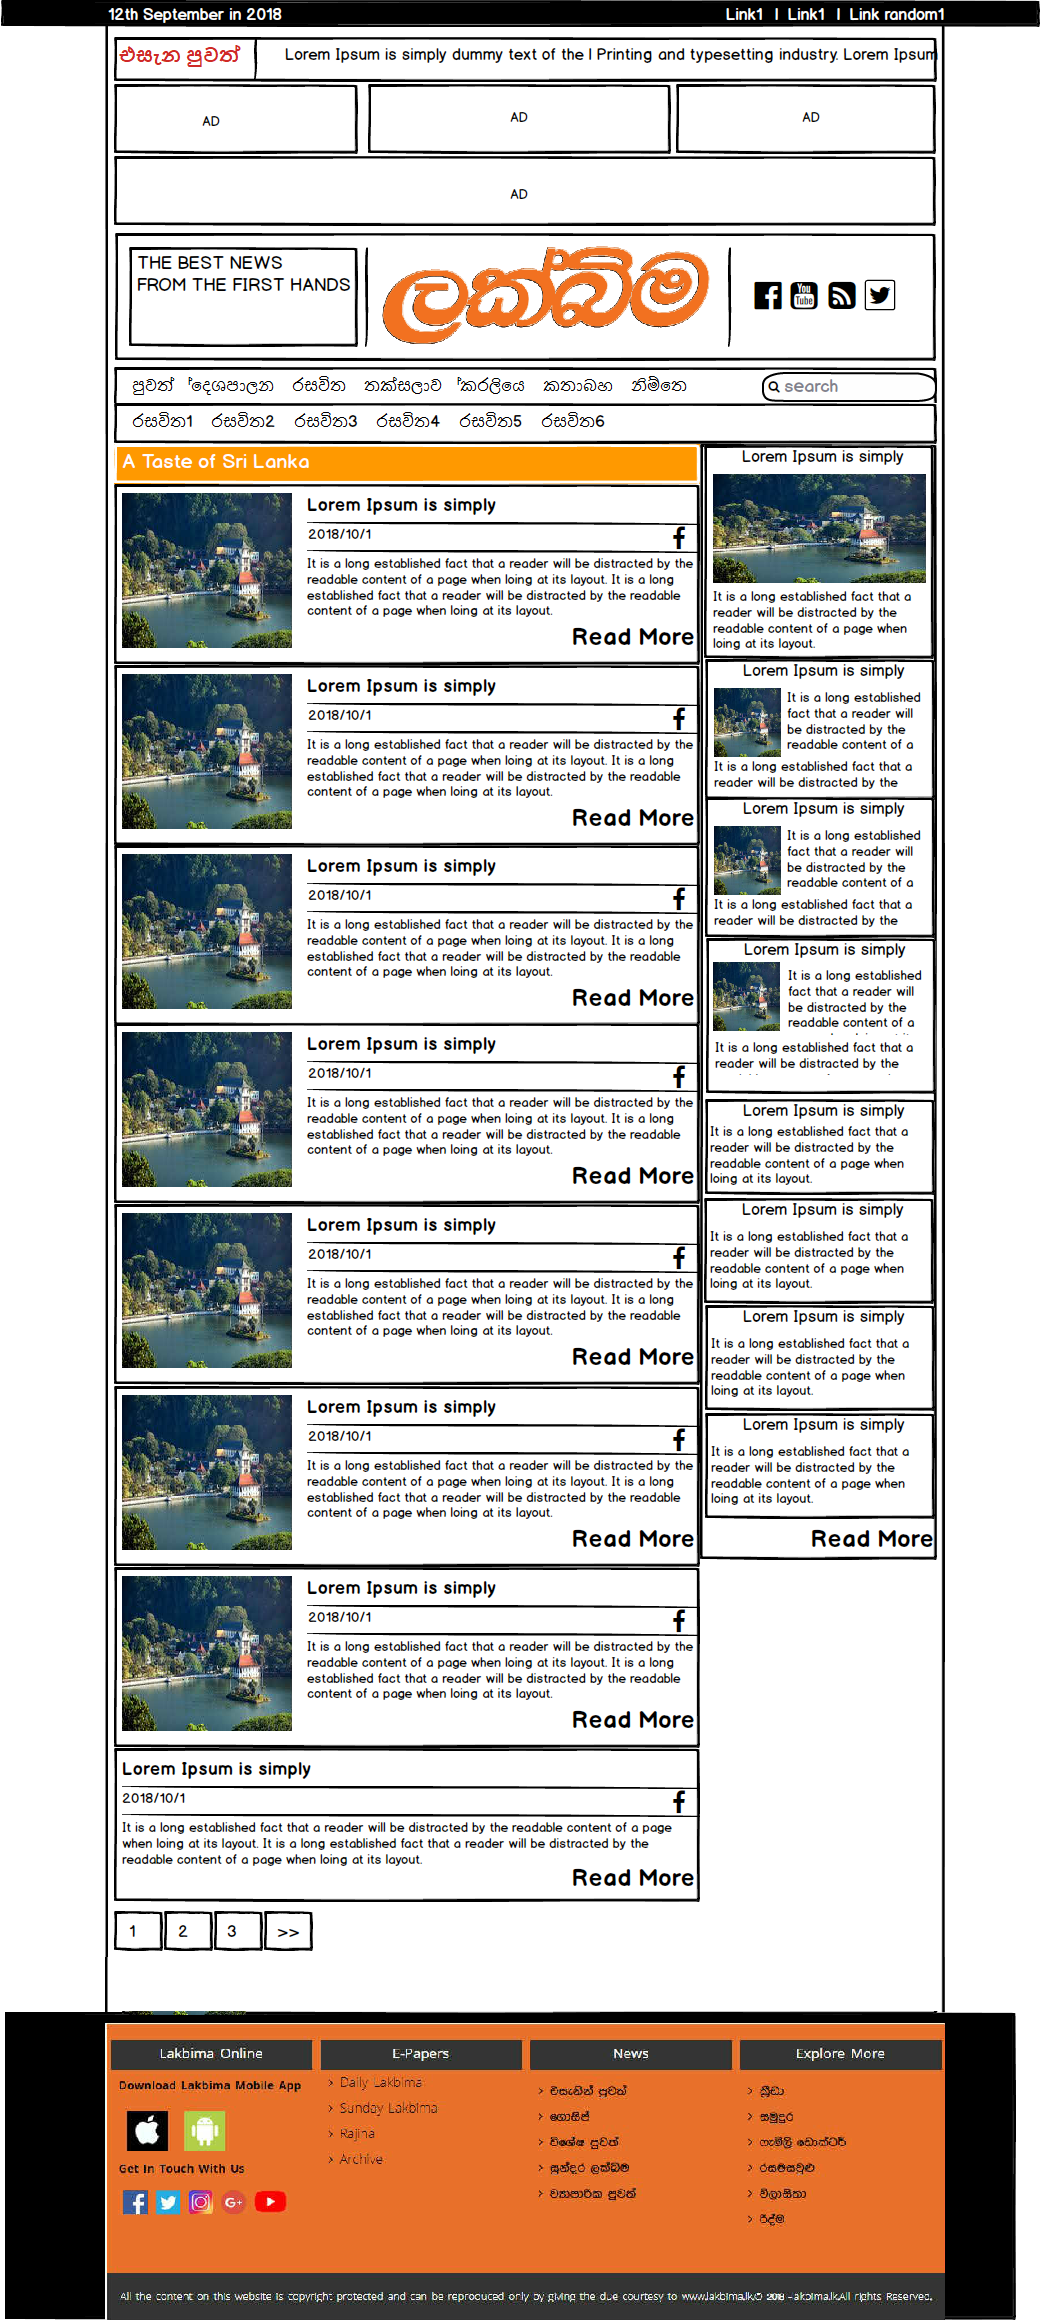 12th September in 2018
Link1 | Link1 | Link random1
එසැන පුවත්
Lorem Ipsum is simply dummy text of the | Printing and typesetting industry. Lorem Ipsum
AD
AD
AD
AD
THE BEST NEWS
FROM THE FIRST HANDS
ලක්බිම
පුවත් ේදශපාලන රසවිත තක්සලාව ේකරලියෙ කතාබහ නිම්තෙ
search
රසවිත1 රසවිත2 රසවිත3 රසවිත4 රසවිත5 රසවිත6
A Taste of Sri Lanka
Lorem Ipsum is simply
2018/10/1
It is a long established fact that a reader will be distracted by the
readable content of a page when loing at its layout. It is a long
established fact that a reader will be distracted by the readable
content of a page when loing at its layout.
Read More
Lorem Ipsum is simply
2018/10/1
It is a long established fact that a reader will be distracted by the
readable content of a page when loing at its layout. It is a long
established fact that a reader will be distracted by the readable
content of a page when loing at its layout.
Read More
Lorem Ipsum is simply
2018/10/1
It is a long established fact that a reader will be distracted by the
readable content of a page when loing at its layout. It is a long
established fact that a reader will be distracted by the readable
content of a page when loing at its layout.
Read More
Lorem Ipsum is simply
2018/10/1
It is a long established fact that a reader will be distracted by the
readable content of a page when loing at its layout. It is a long
established fact that a reader will be distracted by the readable
content of a page when loing at its layout.
Read More
Lorem Ipsum is simply
2018/10/1
It is a long established fact that a reader will be distracted by the
readable content of a page when loing at its layout. It is a long
established fact that a reader will be distracted by the readable
content of a page when loing at its layout.
Read More
Lorem Ipsum is simply
2018/10/1
It is a long established fact that a reader will be distracted by the
readable content of a page when loing at its layout. It is a long
established fact that a reader will be distracted by the readable
content of a page when loing at its layout.
Read More
Lorem Ipsum is simply
2018/10/1
It is a long established fact that a reader will be distracted by the
readable content of a page when loing at its layout. It is a long
established fact that a reader will be distracted by the readable
content of a page when loing at its layout.
Read More
Lorem Ipsum is simply
2018/10/1
It is a long established fact that a reader will be distracted by the readable content of a page
when loing at its layout. It is a long established fact that a reader will be distracted by the
readable content of a page when loing at its layout.
Read More
1 2 3 >>
Lorem Ipsum is simply
It is a long established fact that a
reader will be distracted by the
readable content of a page when
loing at its layout.
Lorem Ipsum is simply
It is a long established
fact that a reader will
be distracted by the
readable content of a
It is a long established fact that a
reader will be distracted by the
Lorem Ipsum is simply
It is a long established
fact that a reader will
be distracted by the
readable content of a
It is a long established fact that a
reader will be distracted by the
Lorem Ipsum is simply
It is a long established
fact that a reader will
be distracted by the
readable content of a
It is a long established fact that a
reader will be distracted by the
Lorem Ipsum is simply
It is a long established fact that a
reader will be distracted by the
readable content of a page when
loing at its layout.
Lorem Ipsum is simply
It is a long established fact that a
reader will be distracted by the
readable content of a page when
loing at its layout.
Lorem Ipsum is simply
It is a long established fact that a
reader will be distracted by the
readable content of a page when
loing at its layout.
Lorem Ipsum is simply
It is a long established fact that a
reader will be distracted by the
readable content of a page when
loing at its layout.
Read More
Lakbima Online
Download Lakbima Mobile App
Get In Touch With Us
E-Papers
Daily Lakbima
Sunday Lakbima
Rajina
Archive
News
එසැණින් පුවත්
ගොසිප්
විශේෂ පුවත්
සුන්දර ලක්බිම
ව්‍යාපාරික පුවත්
Explore More
ක්‍රීඩා
සමුදුර
ෆැමිලි ඩොක්ටර්
රසමසවුළු
විලාසිතා
රිද්ම
All the content on this website is copyright protected and can be reproduced only by giving the due courtesy to www.lakbima.lk.© 2018 -lakbima.lk.All rights Reserved.